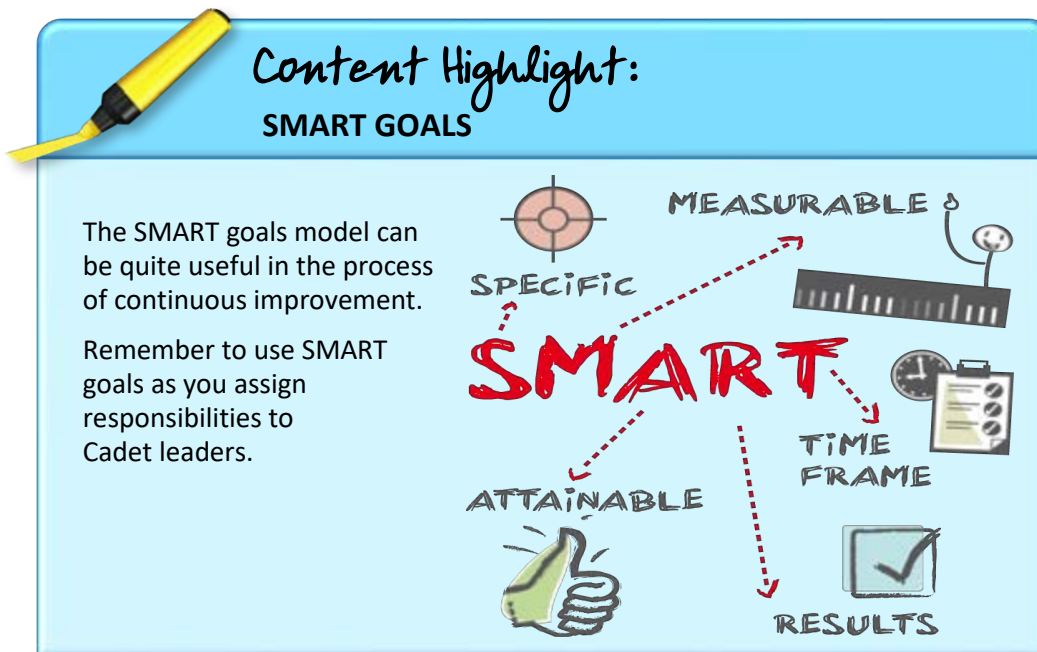 Content Highlight:
SMART GOALS
The SMART goals model can
be quite useful in the process
of continuous improvement.
Remember to use SMART
goals as you assign
responsibilities to
Cadet leaders.
MEASURABLE
SPECiFiC
SMART
TiME
FRAME
ATTAiNABLE
RESULTS